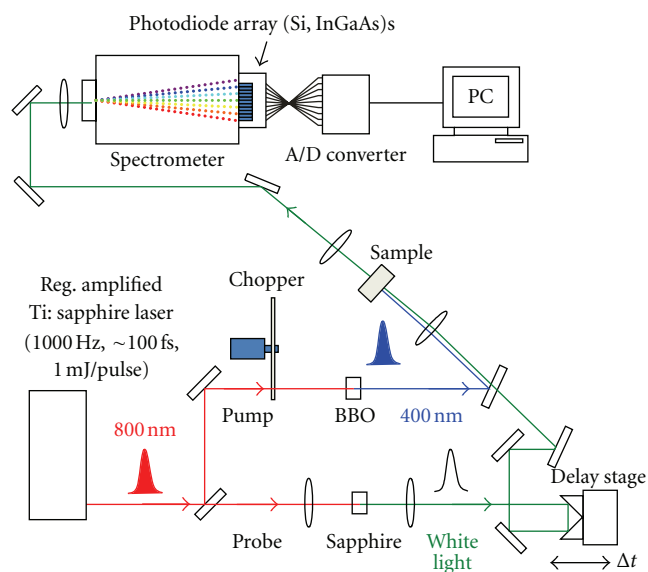 Photodiode array (Si, InGaAs)s
PC
Spectrometer
A/D converter
Sample
Reg. amplified
Ti: sapphire laser
(1000 Hz, ~100 fs,
1 mJ/pulse)
Chopper
Pump
BBO
400 nm
800 nm
Delay stage
Probe
Sapphire
White
light
Δt